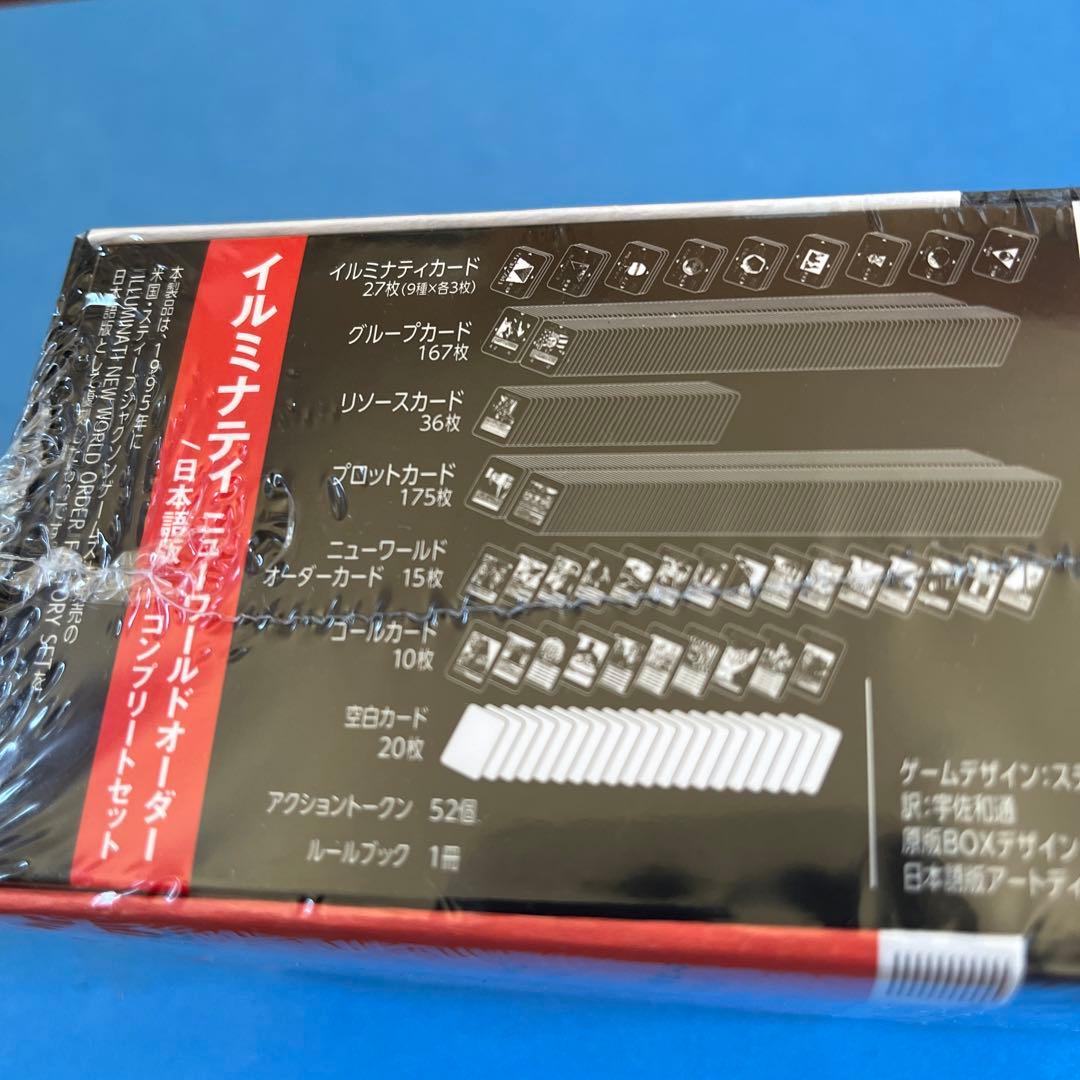 イルミナティ ニューワールドオーダー
/日本語版 コンプリートセット
本製品は、1995年に
米国・スティーブジャクソンゲームズ
ILLUMINATI NEW WORLD ORDER
日本語版として
イルミナティカード
27枚(9種×各3枚)
グループカード
167枚
リソースカード
36枚
プロットカード
175枚
ニューワールド
オーダーカード 15枚
ゴールカード
10枚
空白カード
20枚
アクショントークン 52個
ルールブック 1冊
ゲームデザイン:ステ
訳:宇佐和通
原版BOXデザイン
日本語版アートディ